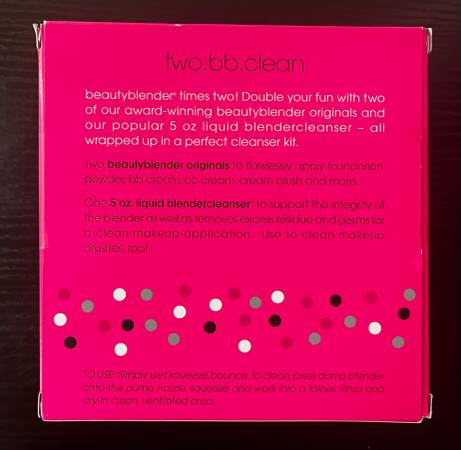 two.bb.clean
beautyblender® times two! Double your fun with two
of our award-winning beautyblender originals and
our popular 5 oz liquid blendercleanser – all
wrapped up in a perfect cleanser kit.
Two beautyblender originals to flawlessly apply foundation,
powder, bb cream, cc cream, cream blush and more.
One 5 oz. liquid blendercleanser® to support the integrity of
the blender as well as removes excess residue and germs for
a clean makeup application. Use to clean makeup
brushes, too!
TO USE: Simply wet.squeeze.bounce. To clean, press damp blender
onto the pump nozzle, squeeze and work into a lather. Rinse and
dry in clean, ventilated area.